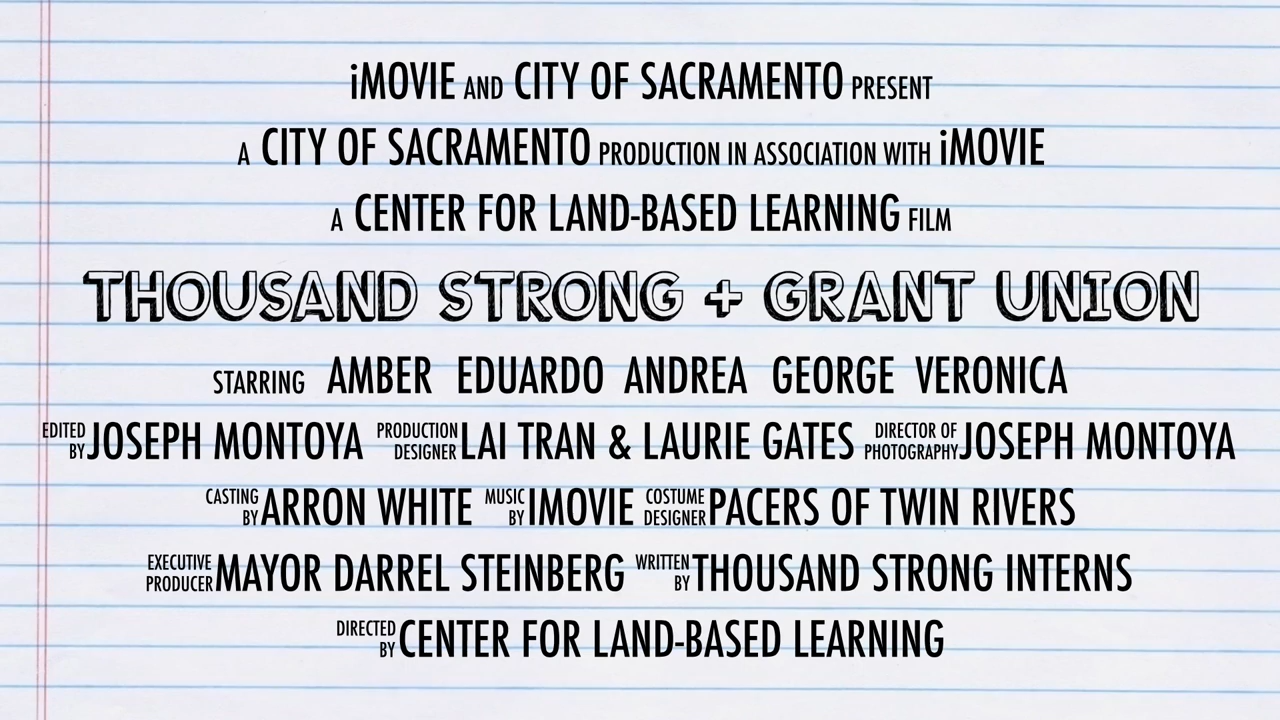 iMOVIE AND CITY OF SACRAMENTO PRESENT
A CITY OF SACRAMENTO PRODUCTION IN ASSOCIATION WITH iMOVIE
A CENTER FOR LAND-BASED LEARNING FILM
THOUSAND STRONG + GRANT UNION
STARRING AMBER EDUARDO ANDREA GEORGE VERONICA
EDITED BY JOSEPH MONTOYA PRODUCTION DESIGNER LAI TRAN & LAURIE GATES DIRECTOR OF PHOTOGRAPHY JOSEPH MONTOYA
CASTING BY ARRON WHITE MUSIC BY IMOVIE COSTUME DESIGNER PACERS OF TWIN RIVERS
EXECUTIVE PRODUCER MAYOR DARREL STEINBERG WRITTEN BY THOUSAND STRONG INTERNS
DIRECTED BY CENTER FOR LAND-BASED LEARNING